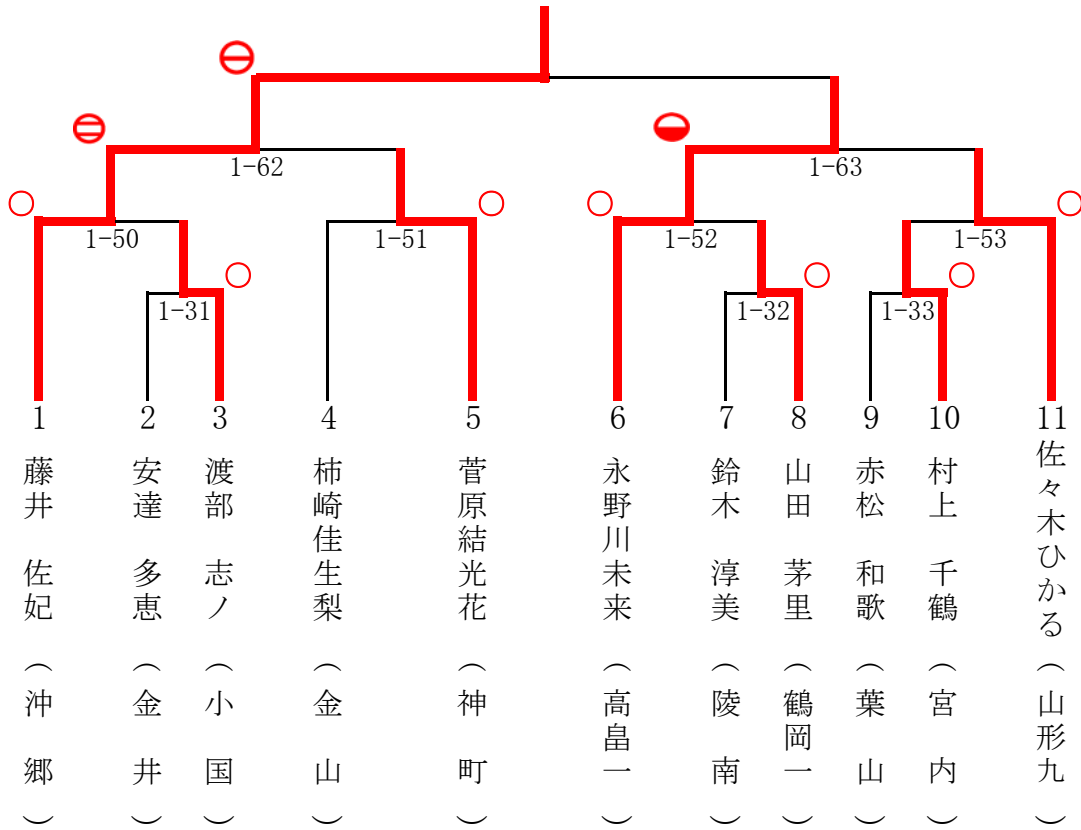 1-62
1-63
1-50
1-51
1-52
1-53
1-31
1-32
1-33
1
2
3
4
5
6
7
8
9
10
11
藤井　佐妃（沖　郷）
安達　多恵（金　井）
渡部　志ノ（小　国）
柿崎佳生梨（金　山）
菅原結光花（神　町）
永野川未来（高畠一）
鈴木　淳美（陵　南）
山田　茅里（鶴岡一）
赤松　和歌（葉　山）
村上　千鶴（宮　内）
佐々木ひかる（山形九）